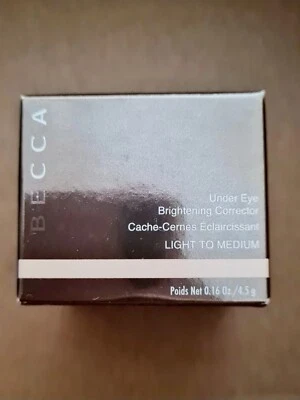 BECCA
Under Eye
Brightening Corrector
Cache-Cernes Éclaircissant
LIGHT TO MEDIUM
Poids Net 0.16 Oz./4.5 g